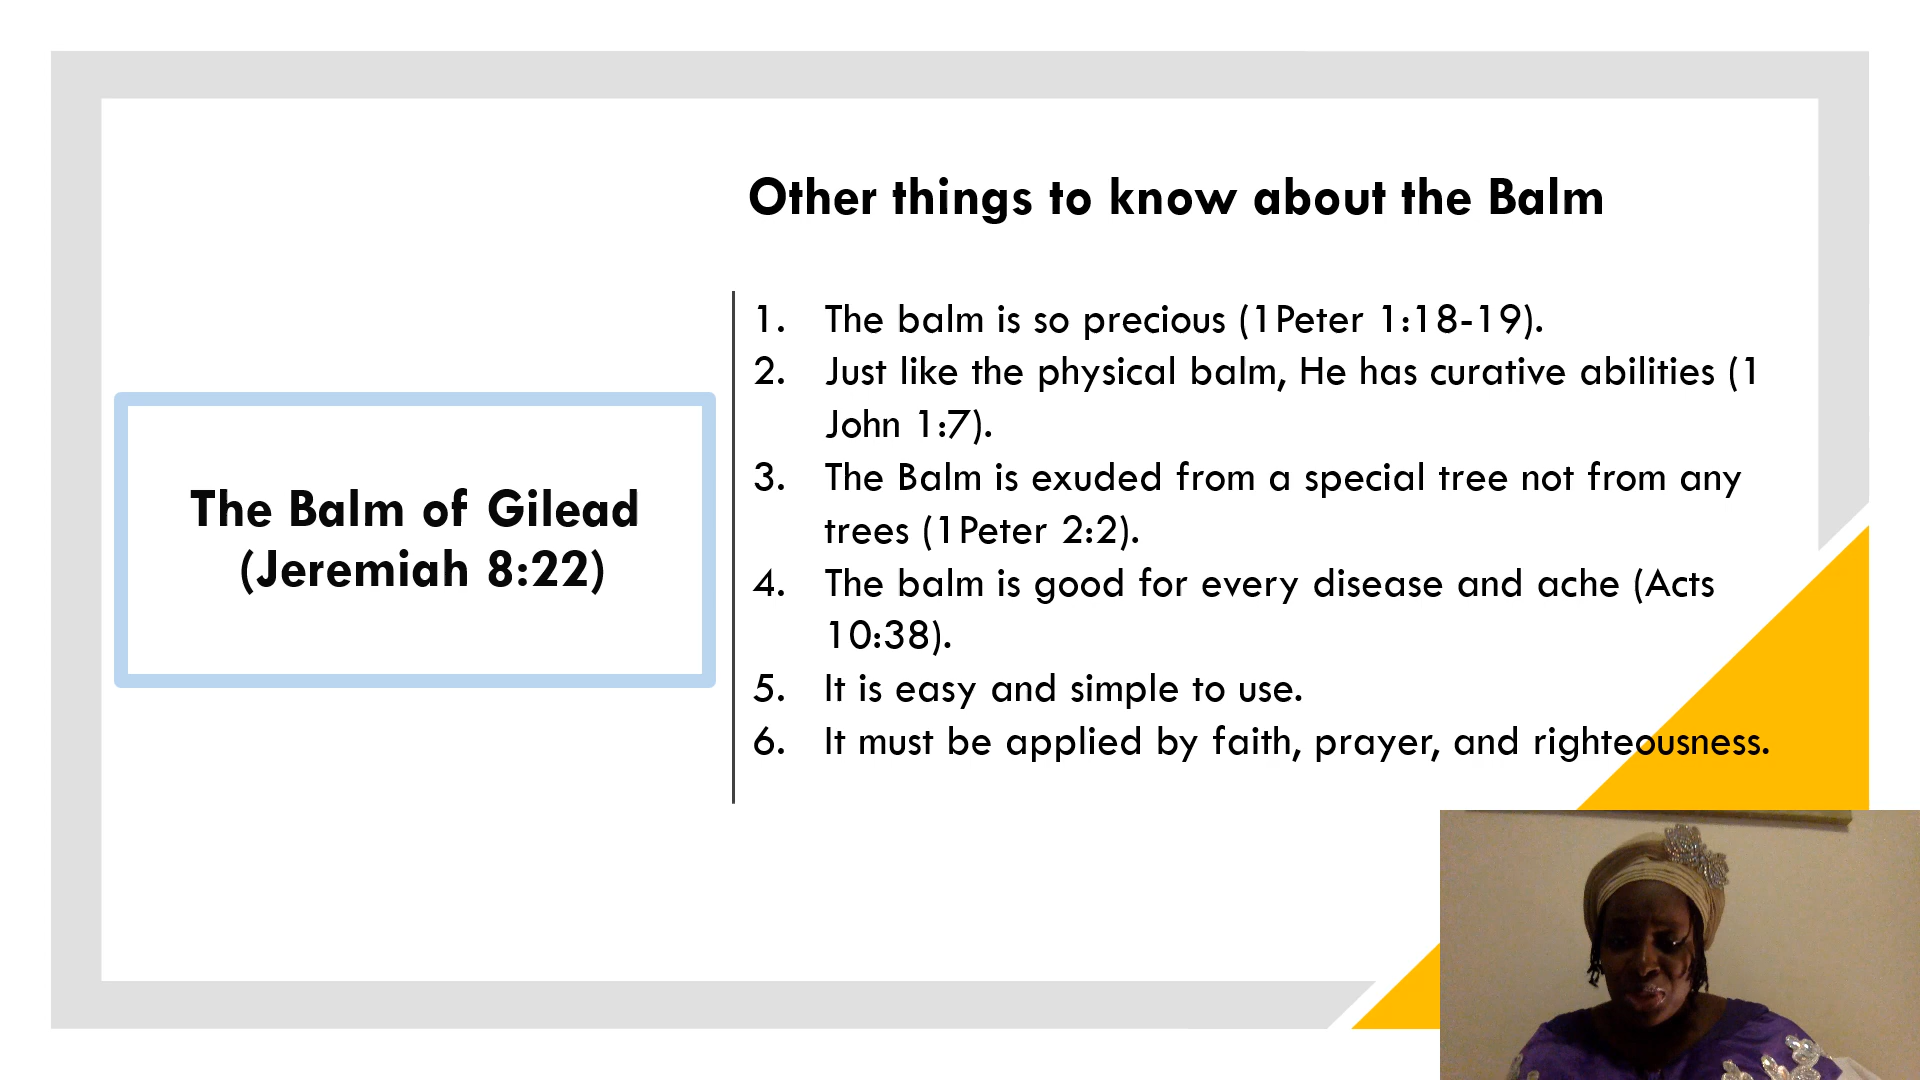 Other things to know about the Balm
The Balm of Gilead
(Jeremiah 8:22)
1. The balm is so precious (1Peter 1:18-19).
2. Just like the physical balm, He has curative abilities (1
John 1:7).
3. The Balm is exuded from a special tree not from any
trees (1Peter 2:2).
4. The balm is good for every disease and ache (Acts
10:38).
5. It is easy and simple to use.
6. It must be applied by faith, prayer, and righteousness.